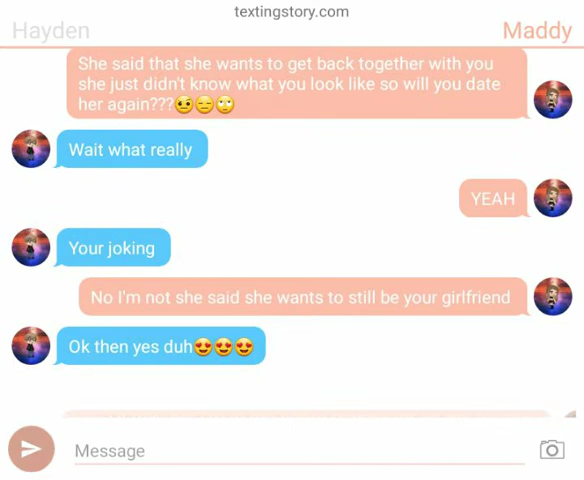 textingstory.com
Hayden
Maddy
She said that she wants to get back together with you
she just didn't know what you look like so will you date
her again???🤨😑🙄
Wait what really
YEAH
Your joking
No I'm not she said she wants to still be your girlfriend
Ok then yes duh😍😍😍
Message